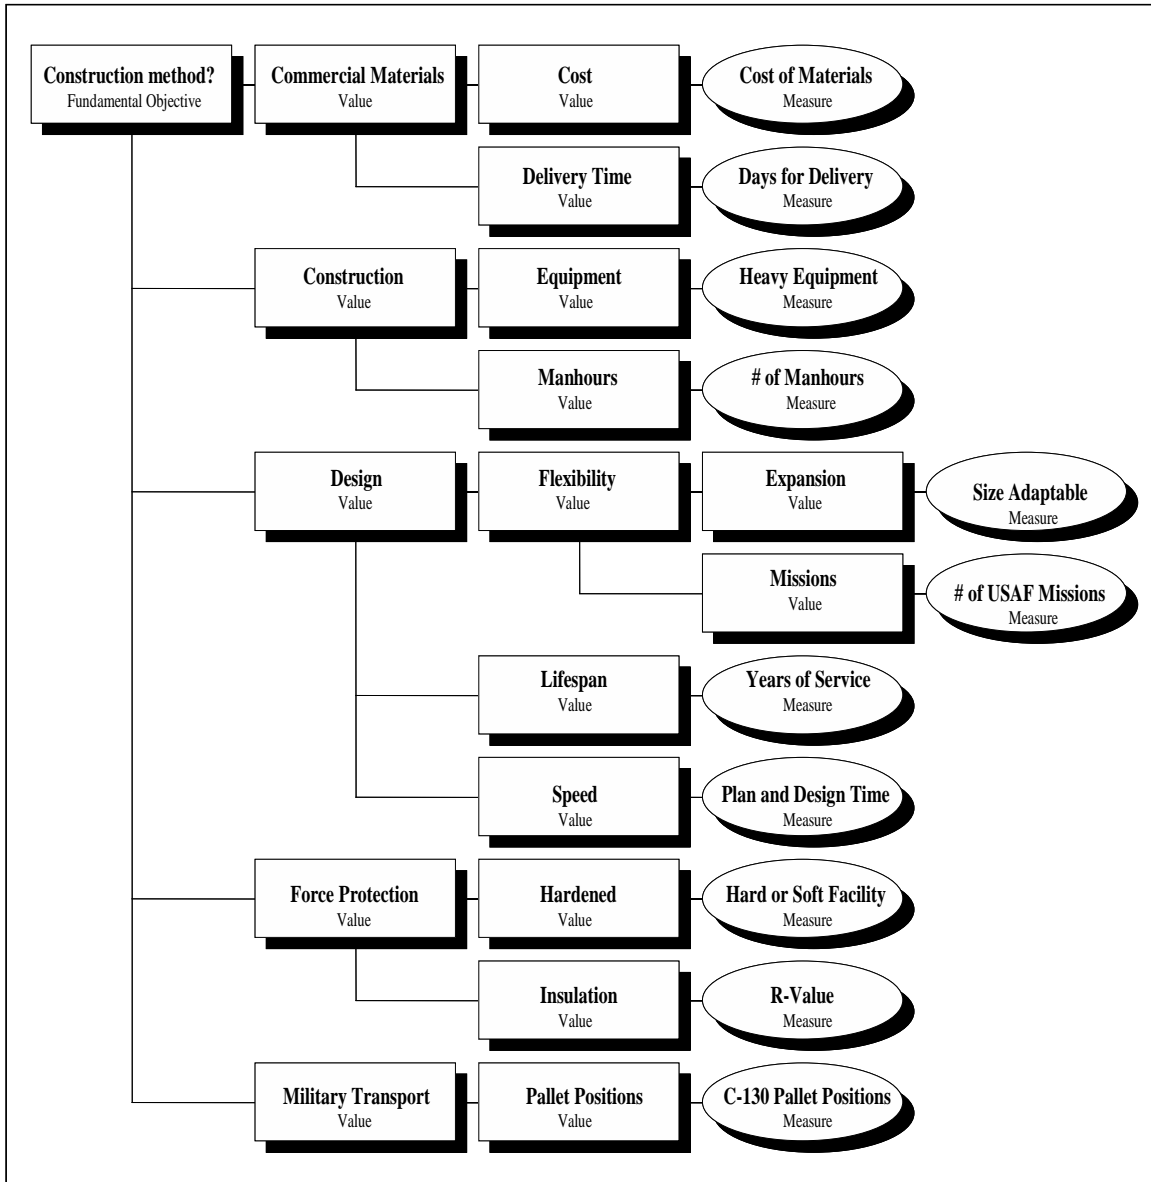 Construction method?
Fundamental Objective
Commercial Materials
Value
Cost
Value
Cost of Materials
Measure
Delivery Time
Value
Days for Delivery
Measure
Construction
Value
Equipment
Value
Heavy Equipment
Measure
Manhours
Value
# of Manhours
Measure
Design
Value
Flexibility
Value
Expansion
Value
Size Adaptable
Measure
Missions
Value
# of USAF Missions
Measure
Lifespan
Value
Years of Service
Measure
Speed
Value
Plan and Design Time
Measure
Force Protection
Value
Hardened
Value
Hard or Soft Facility
Measure
Insulation
Value
R-Value
Measure
Military Transport
Value
Pallet Positions
Value
C-130 Pallet Positions
Measure